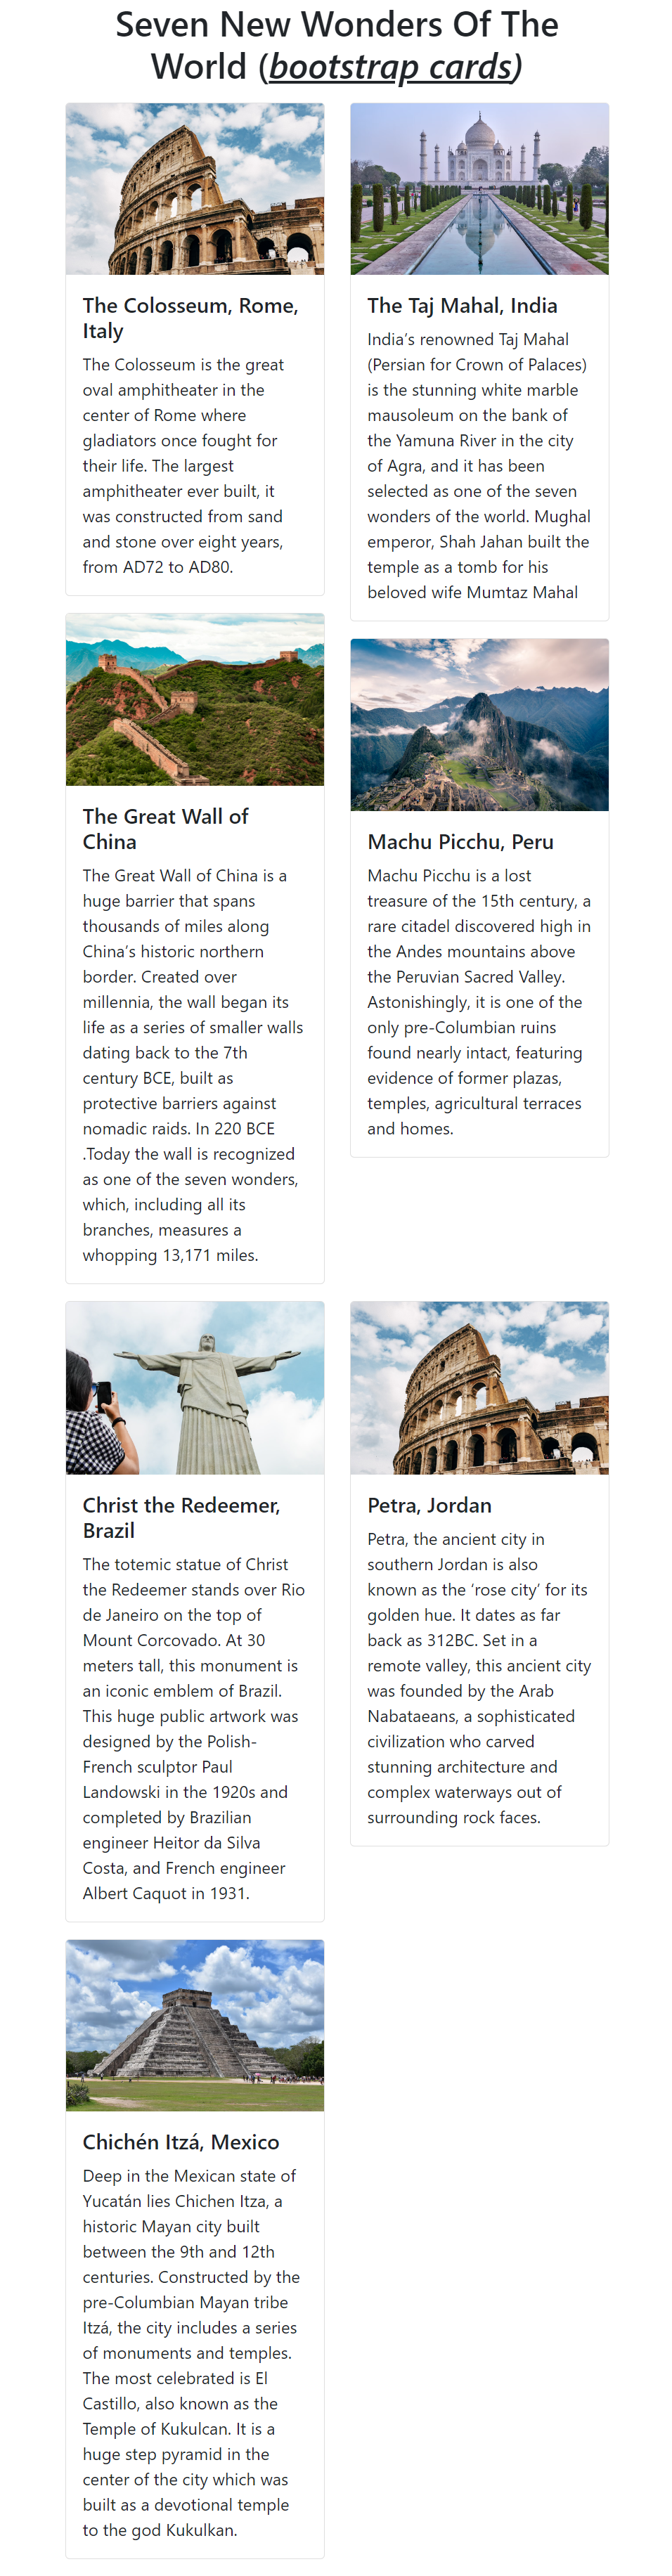 Seven New Wonders Of The
World (bootstrap cards)
The Colosseum, Rome,
Italy
The Colosseum is the great
oval amphitheater in the
center of Rome where
gladiators once fought for
their life. The largest
amphitheater ever built, it
was constructed from sand
and stone over eight years,
from AD72 to AD80.
The Taj Mahal, India
India’s renowned Taj Mahal
(Persian for Crown of Palaces)
is the stunning white marble
mausoleum on the bank of
the Yamuna River in the city
of Agra, and it has been
selected as one of the seven
wonders of the world. Mughal
emperor, Shah Jahan built the
temple as a tomb for his
beloved wife Mumtaz Mahal
The Great Wall of
China
The Great Wall of China is a
huge barrier that spans
thousands of miles along
China’s historic northern
border. Created over
millennia, the wall began its
life as a series of smaller walls
dating back to the 7th
century BCE, built as
protective barriers against
nomadic raids. In 220 BCE
.Today the wall is recognized
as one of the seven wonders,
which, including all its
branches, measures a
whopping 13,171 miles.
Machu Picchu, Peru
Machu Picchu is a lost
treasure of the 15th century, a
rare citadel discovered high in
the Andes mountains above
the Peruvian Sacred Valley.
Astonishingly, it is one of the
only pre-Columbian ruins
found nearly intact, featuring
evidence of former plazas,
temples, agricultural terraces
and homes.
Christ the Redeemer,
Brazil
The totemic statue of Christ
the Redeemer stands over Rio
de Janeiro on the top of
Mount Corcovado. At 30
meters tall, this monument is
an iconic emblem of Brazil.
This huge public artwork was
designed by the Polish-
French sculptor Paul
Landowski in the 1920s and
completed by Brazilian
engineer Heitor da Silva
Costa, and French engineer
Albert Caquot in 1931.
Petra, Jordan
Petra, the ancient city in
southern Jordan is also
known as the ‘rose city’ for its
golden hue. It dates as far
back as 312BC. Set in a
remote valley, this ancient city
was founded by the Arab
Nabataeans, a sophisticated
civilization who carved
stunning architecture and
complex waterways out of
surrounding rock faces.
Chichén Itzá, Mexico
Deep in the Mexican state of
Yucatán lies Chichen Itza, a
historic Mayan city built
between the 9th and 12th
centuries. Constructed by the
pre-Columbian Mayan tribe
Itzá, the city includes a series
of monuments and temples.
The most celebrated is El
Castillo, also known as the
Temple of Kukulcan. It is a
huge step pyramid in the
center of the city which was
built as a devotional temple
to the god Kukulkan.